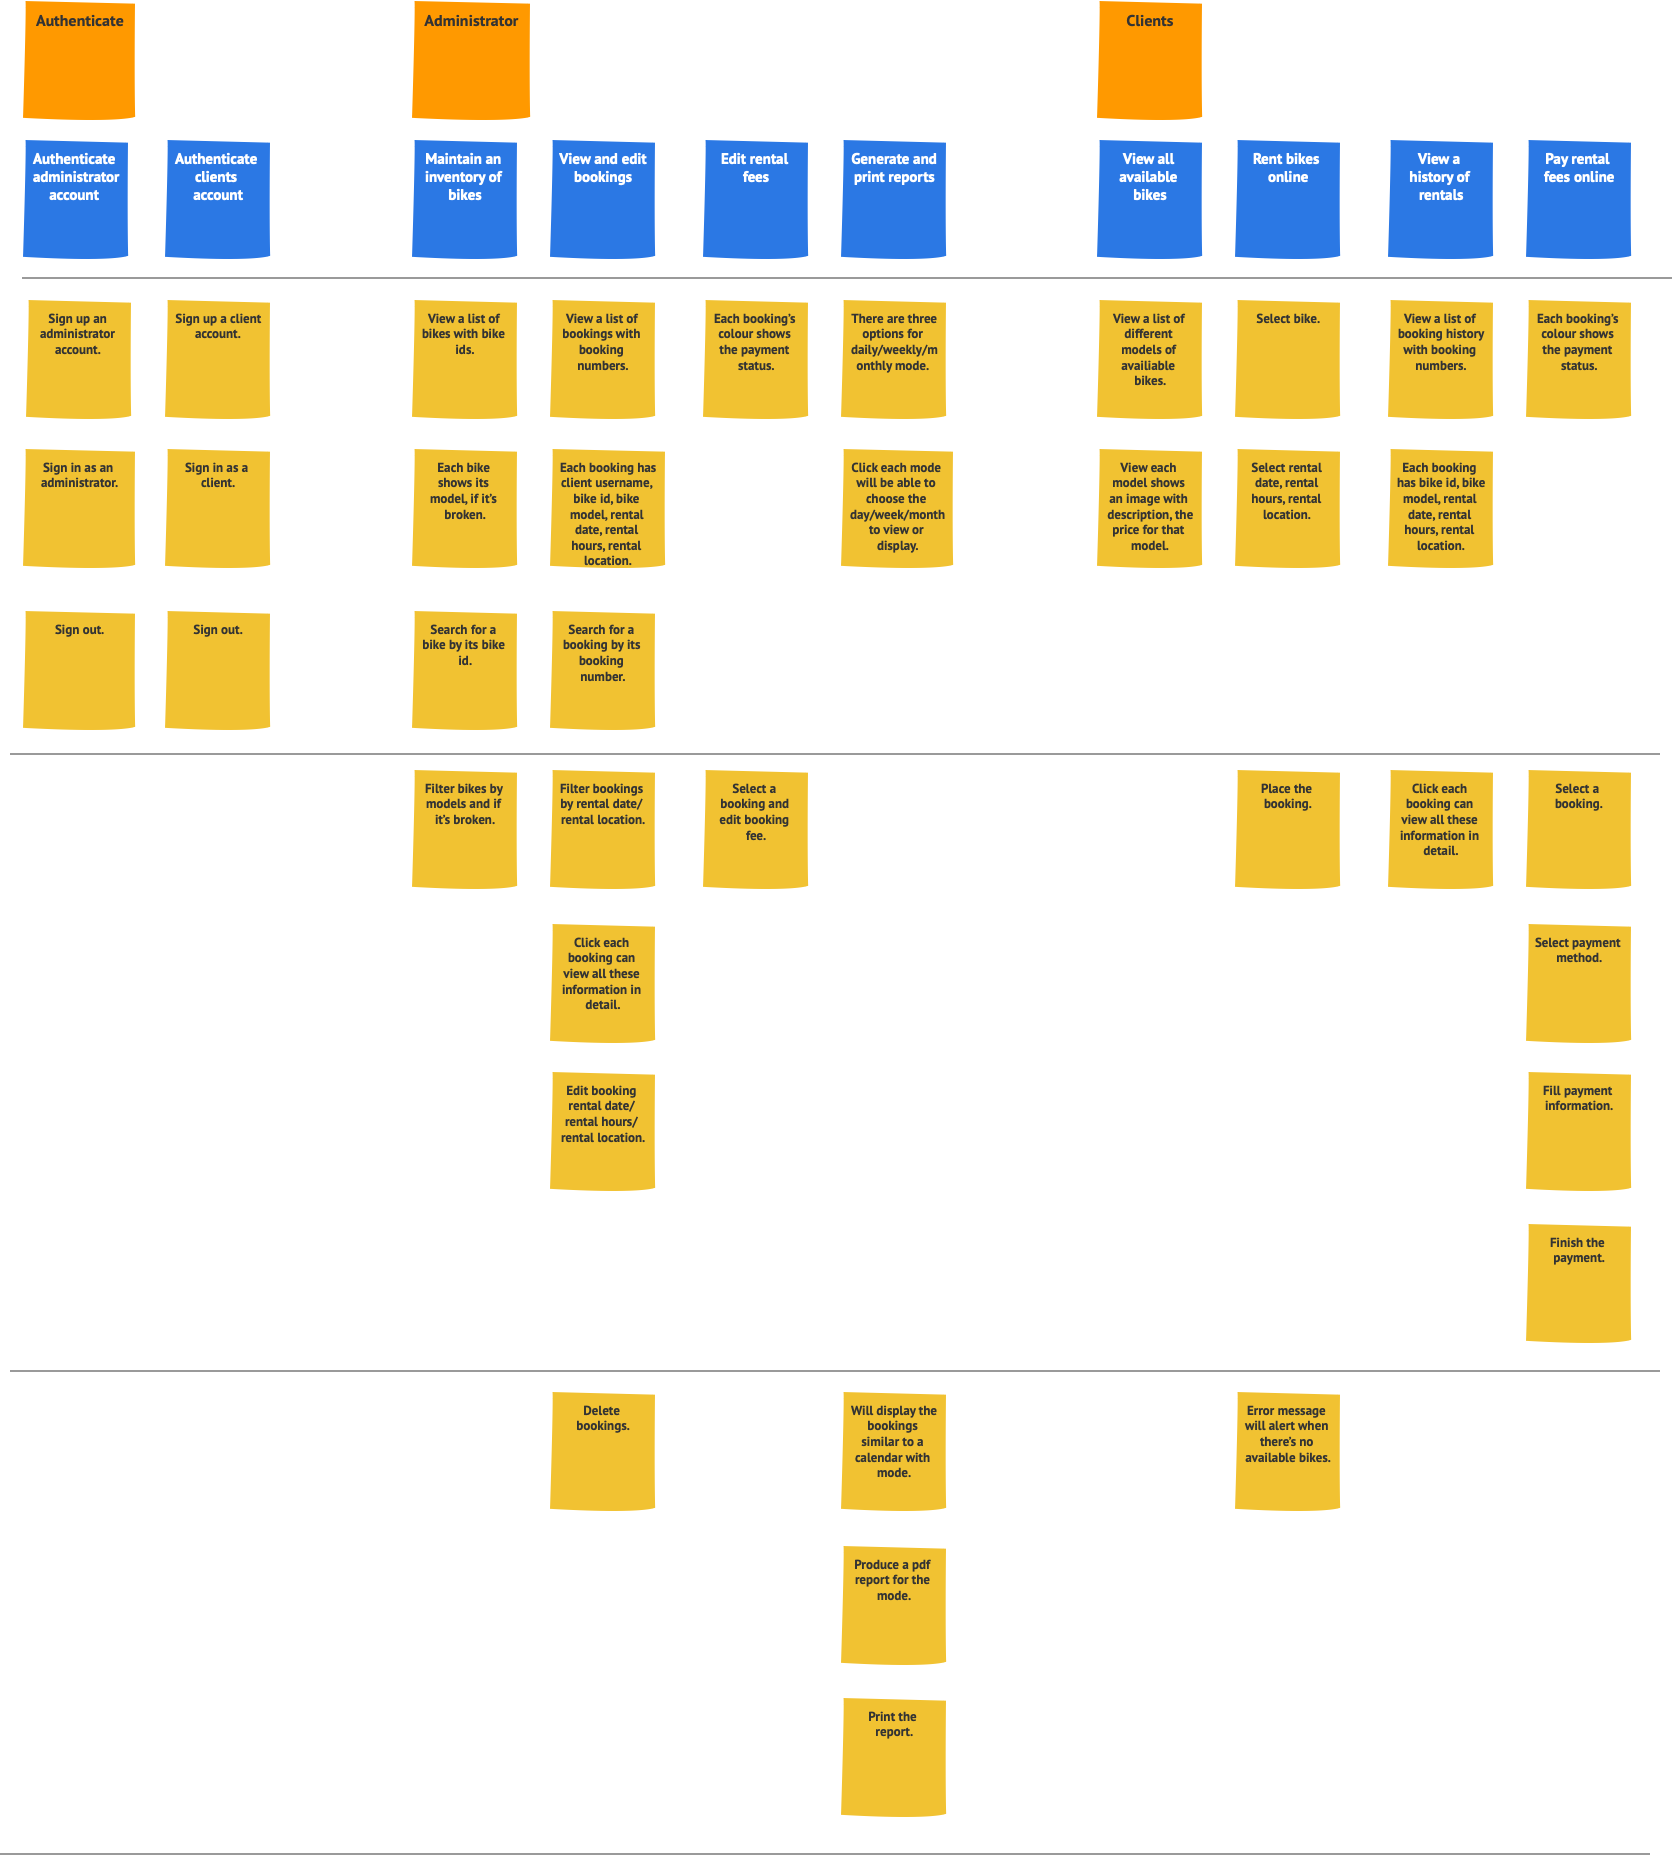 Authenticate
Administrator
Clients
Authenticate
administrator
account
Authenticate
clients
account
Maintain an
inventory of
bikes
View and edit
bookings
Edit rental
fees
Generate and
print reports
View all
available
bikes
Rent bikes
online
View a
history of
rentals
Pay rental
fees online
Sign up an
administrator
account.
Sign up a client
account.
View a list of
bikes with bike
ids.
View a list of
bookings with
booking
numbers.
Each booking's
colour shows
the payment
status.
There are three
options for
daily/weekly/m
onthly mode.
View a list of
different
models of
availiable
bikes.
Select bike.
View a list of
booking history
with booking
numbers.
Each booking's
colour shows
the payment
status.
Sign in as an
administrator.
Sign in as a
client.
Each bike
shows its
model, if it's
broken.
Each booking has
client username,
bike id, bike
model, rental
date, rental
hours, rental
location.
Click each mode
will be able to
choose the
day/week/month
to view or
display.
View each
model shows
an image with
description, the
price for that
model.
Select rental
date, rental
hours, rental
location.
Each booking
has bike id, bike
model, rental
date, rental
hours, rental
location.
Sign out.
Sign out.
Search for a
bike by its bike
id.
Search for a
booking by its
booking
number.
Filter bikes by
models and if
it's broken.
Filter bookings
by rental date/
rental location.
Select a
booking and
edit booking
fee.
Place the
booking.
Click each
booking can
view all these
information in
detail.
Select a
booking.
Click each
booking can
view all these
information in
detail.
Select payment
method.
Edit booking
rental date/
rental hours/
rental location.
Fill payment
information.
Finish the
payment.
Delete
bookings.
Will display the
bookings
similar to a
calendar with
mode.
Error message
will alert when
there's no
available bikes.
Produce a pdf
report for the
mode.
Print the
report.